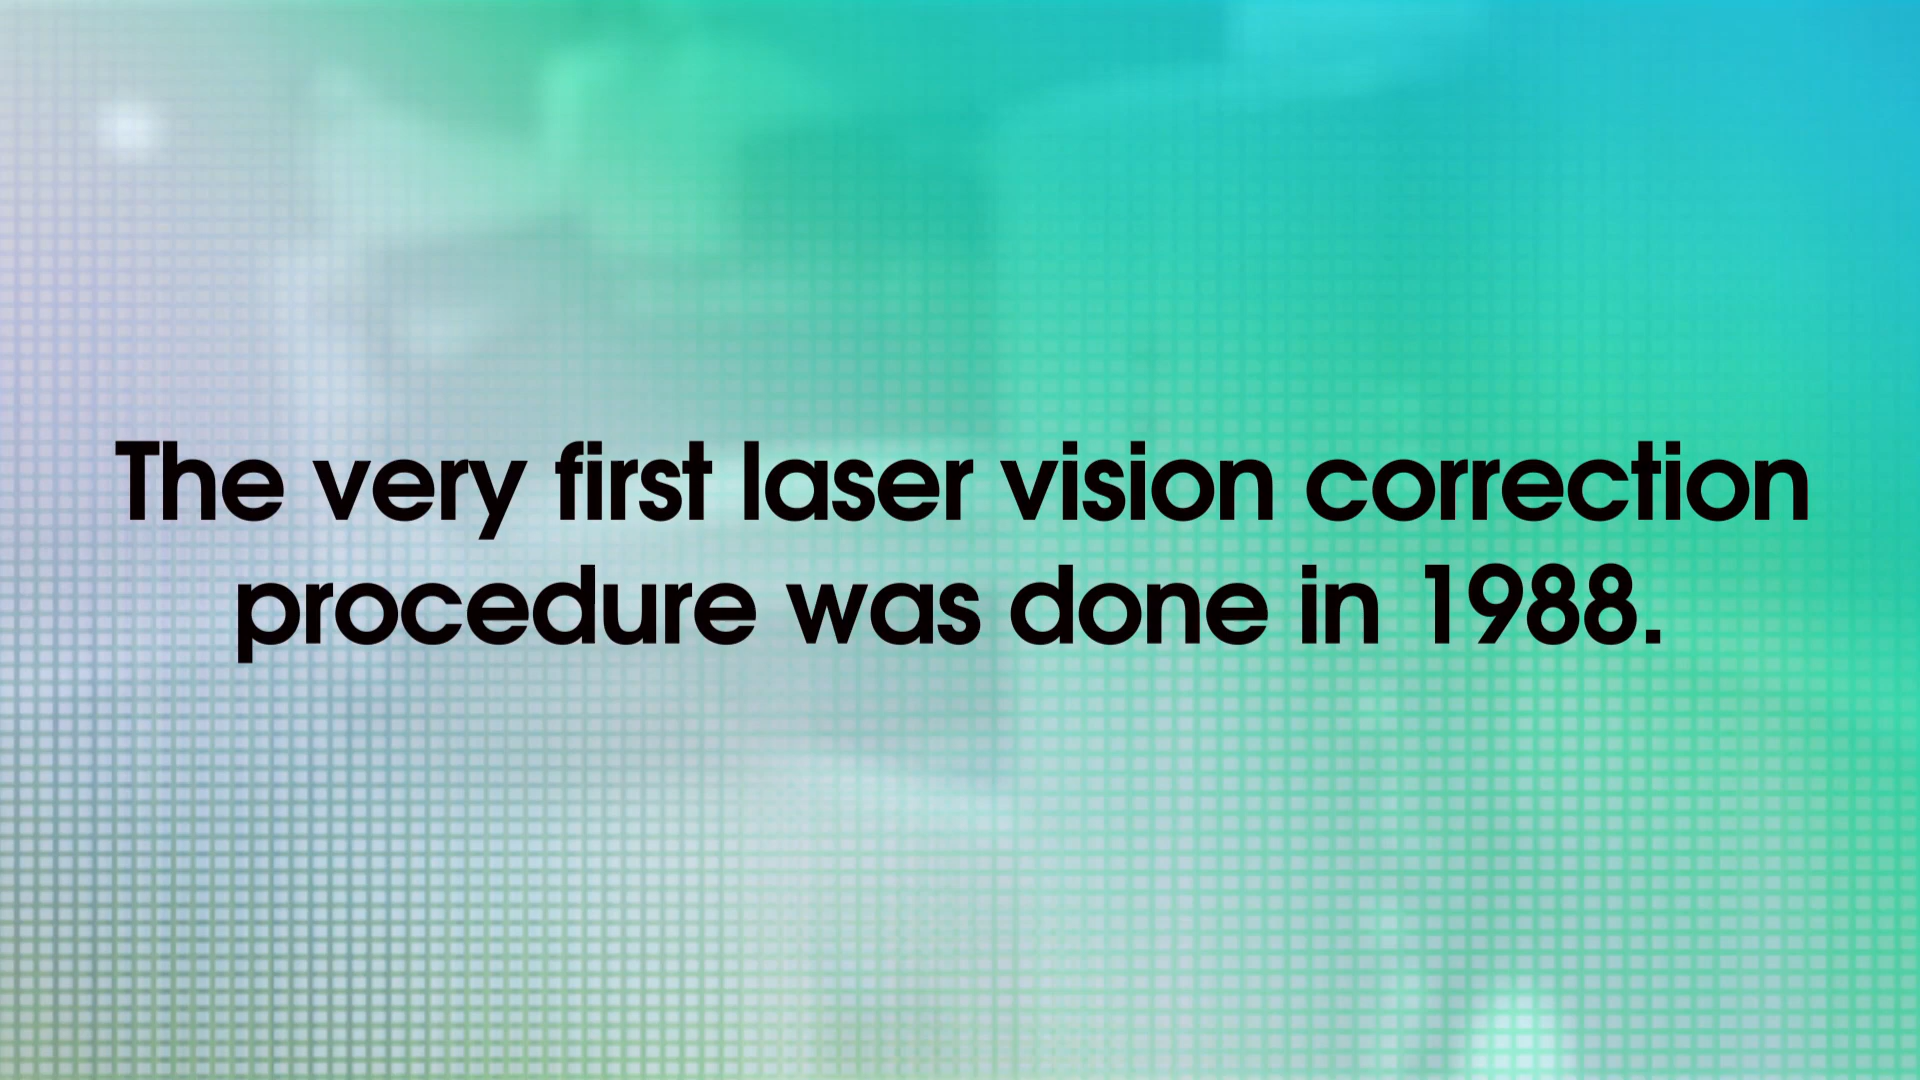 The very first laser vision correction
procedure was done in 1988.